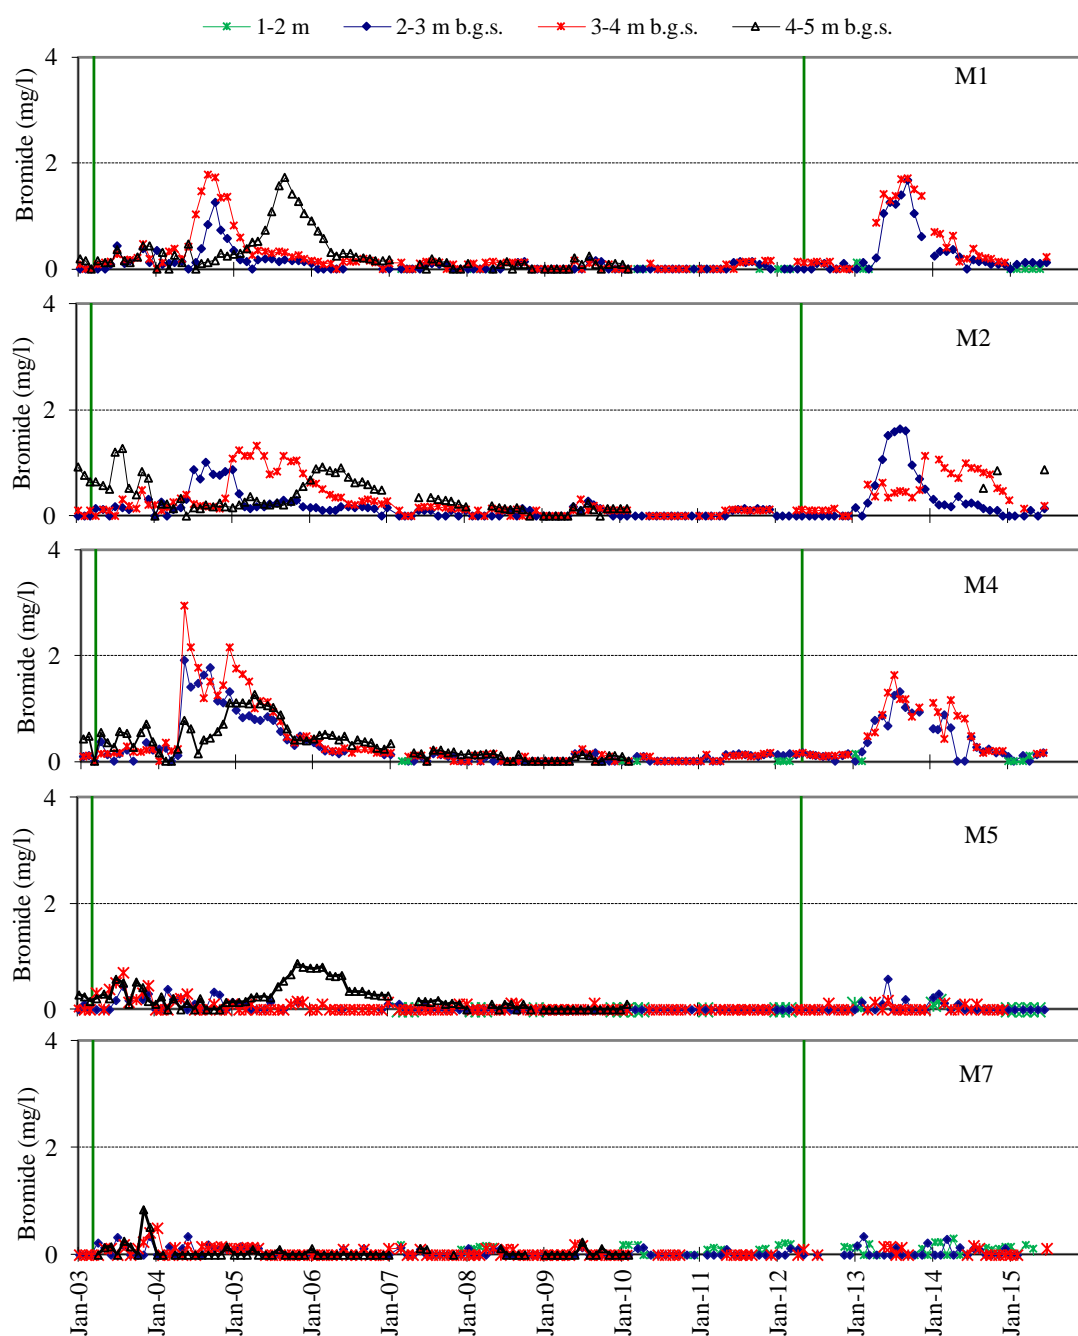 1-2 m 2-3 m b.g.s. 3-4 m b.g.s. 4-5 m b.g.s.
4
2
0
Bromide (mg/l)
M1
4
2
0
Bromide (mg/l)
M2
4
2
0
Bromide (mg/l)
M4
4
2
0
Bromide (mg/l)
M5
4
2
0
Bromide (mg/l)
M7
Jan-03 Jan-04 Jan-05 Jan-06 Jan-07 Jan-08 Jan-09 Jan-10 Jan-11 Jan-12 Jan-13 Jan-14 Jan-15